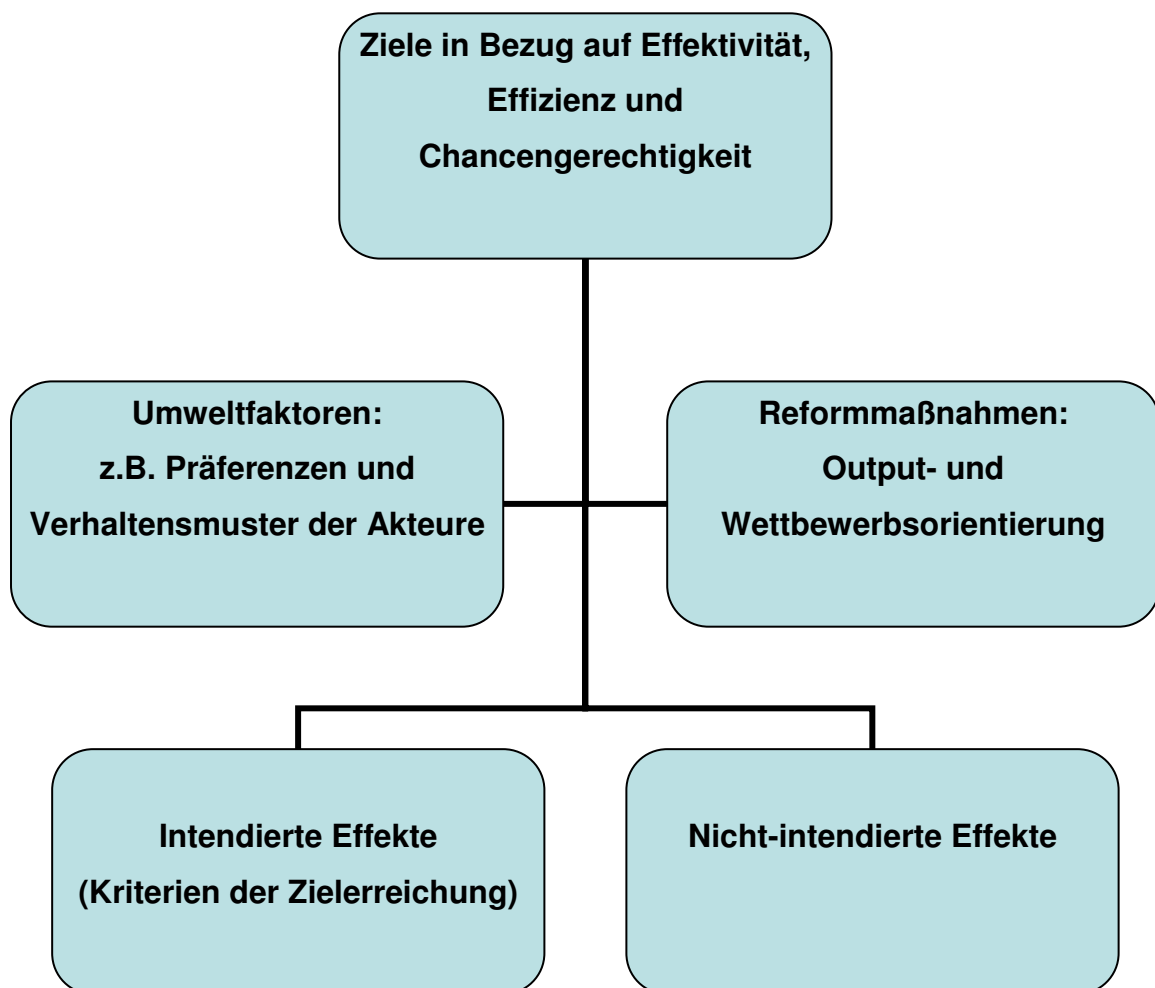 Ziele in Bezug auf Effektivität,
Effizienz und
Chancengerechtigkeit
Umweltfaktoren:
z.B. Präferenzen und
Verhaltensmuster der Akteure
Reformmaßnahmen:
Output- und
Wettbewerbsorientierung
Intendierte Effekte
(Kriterien der Zielerreichung)
Nicht-intendierte Effekte